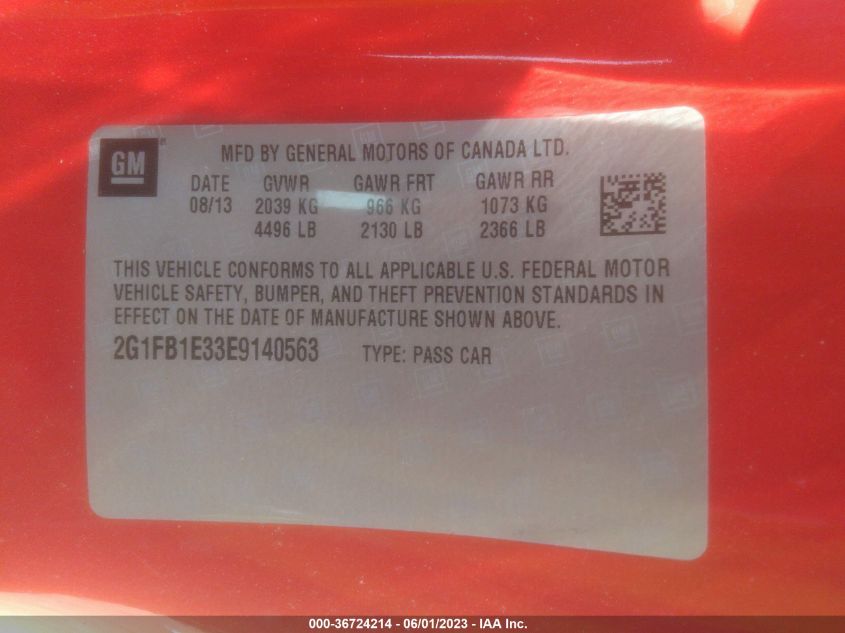 GM
MFD BY GENERAL MOTORS OF CANADA LTD.
DATE GVWR GAWR FRT GAWR RR
08/13 2039 KG 966 KG 1073 KG
4496 LB 2130 LB 2366 LB
THIS VEHICLE CONFORMS TO ALL APPLICABLE U.S. FEDERAL MOTOR
VEHICLE SAFETY, BUMPER, AND THEFT PREVENTION STANDARDS IN
EFFECT ON THE DATE OF MANUFACTURE SHOWN ABOVE.
2G1FB1E33E9140563 TYPE: PASS CAR
000-36724214 - 06/01/2023 - IAA Inc.